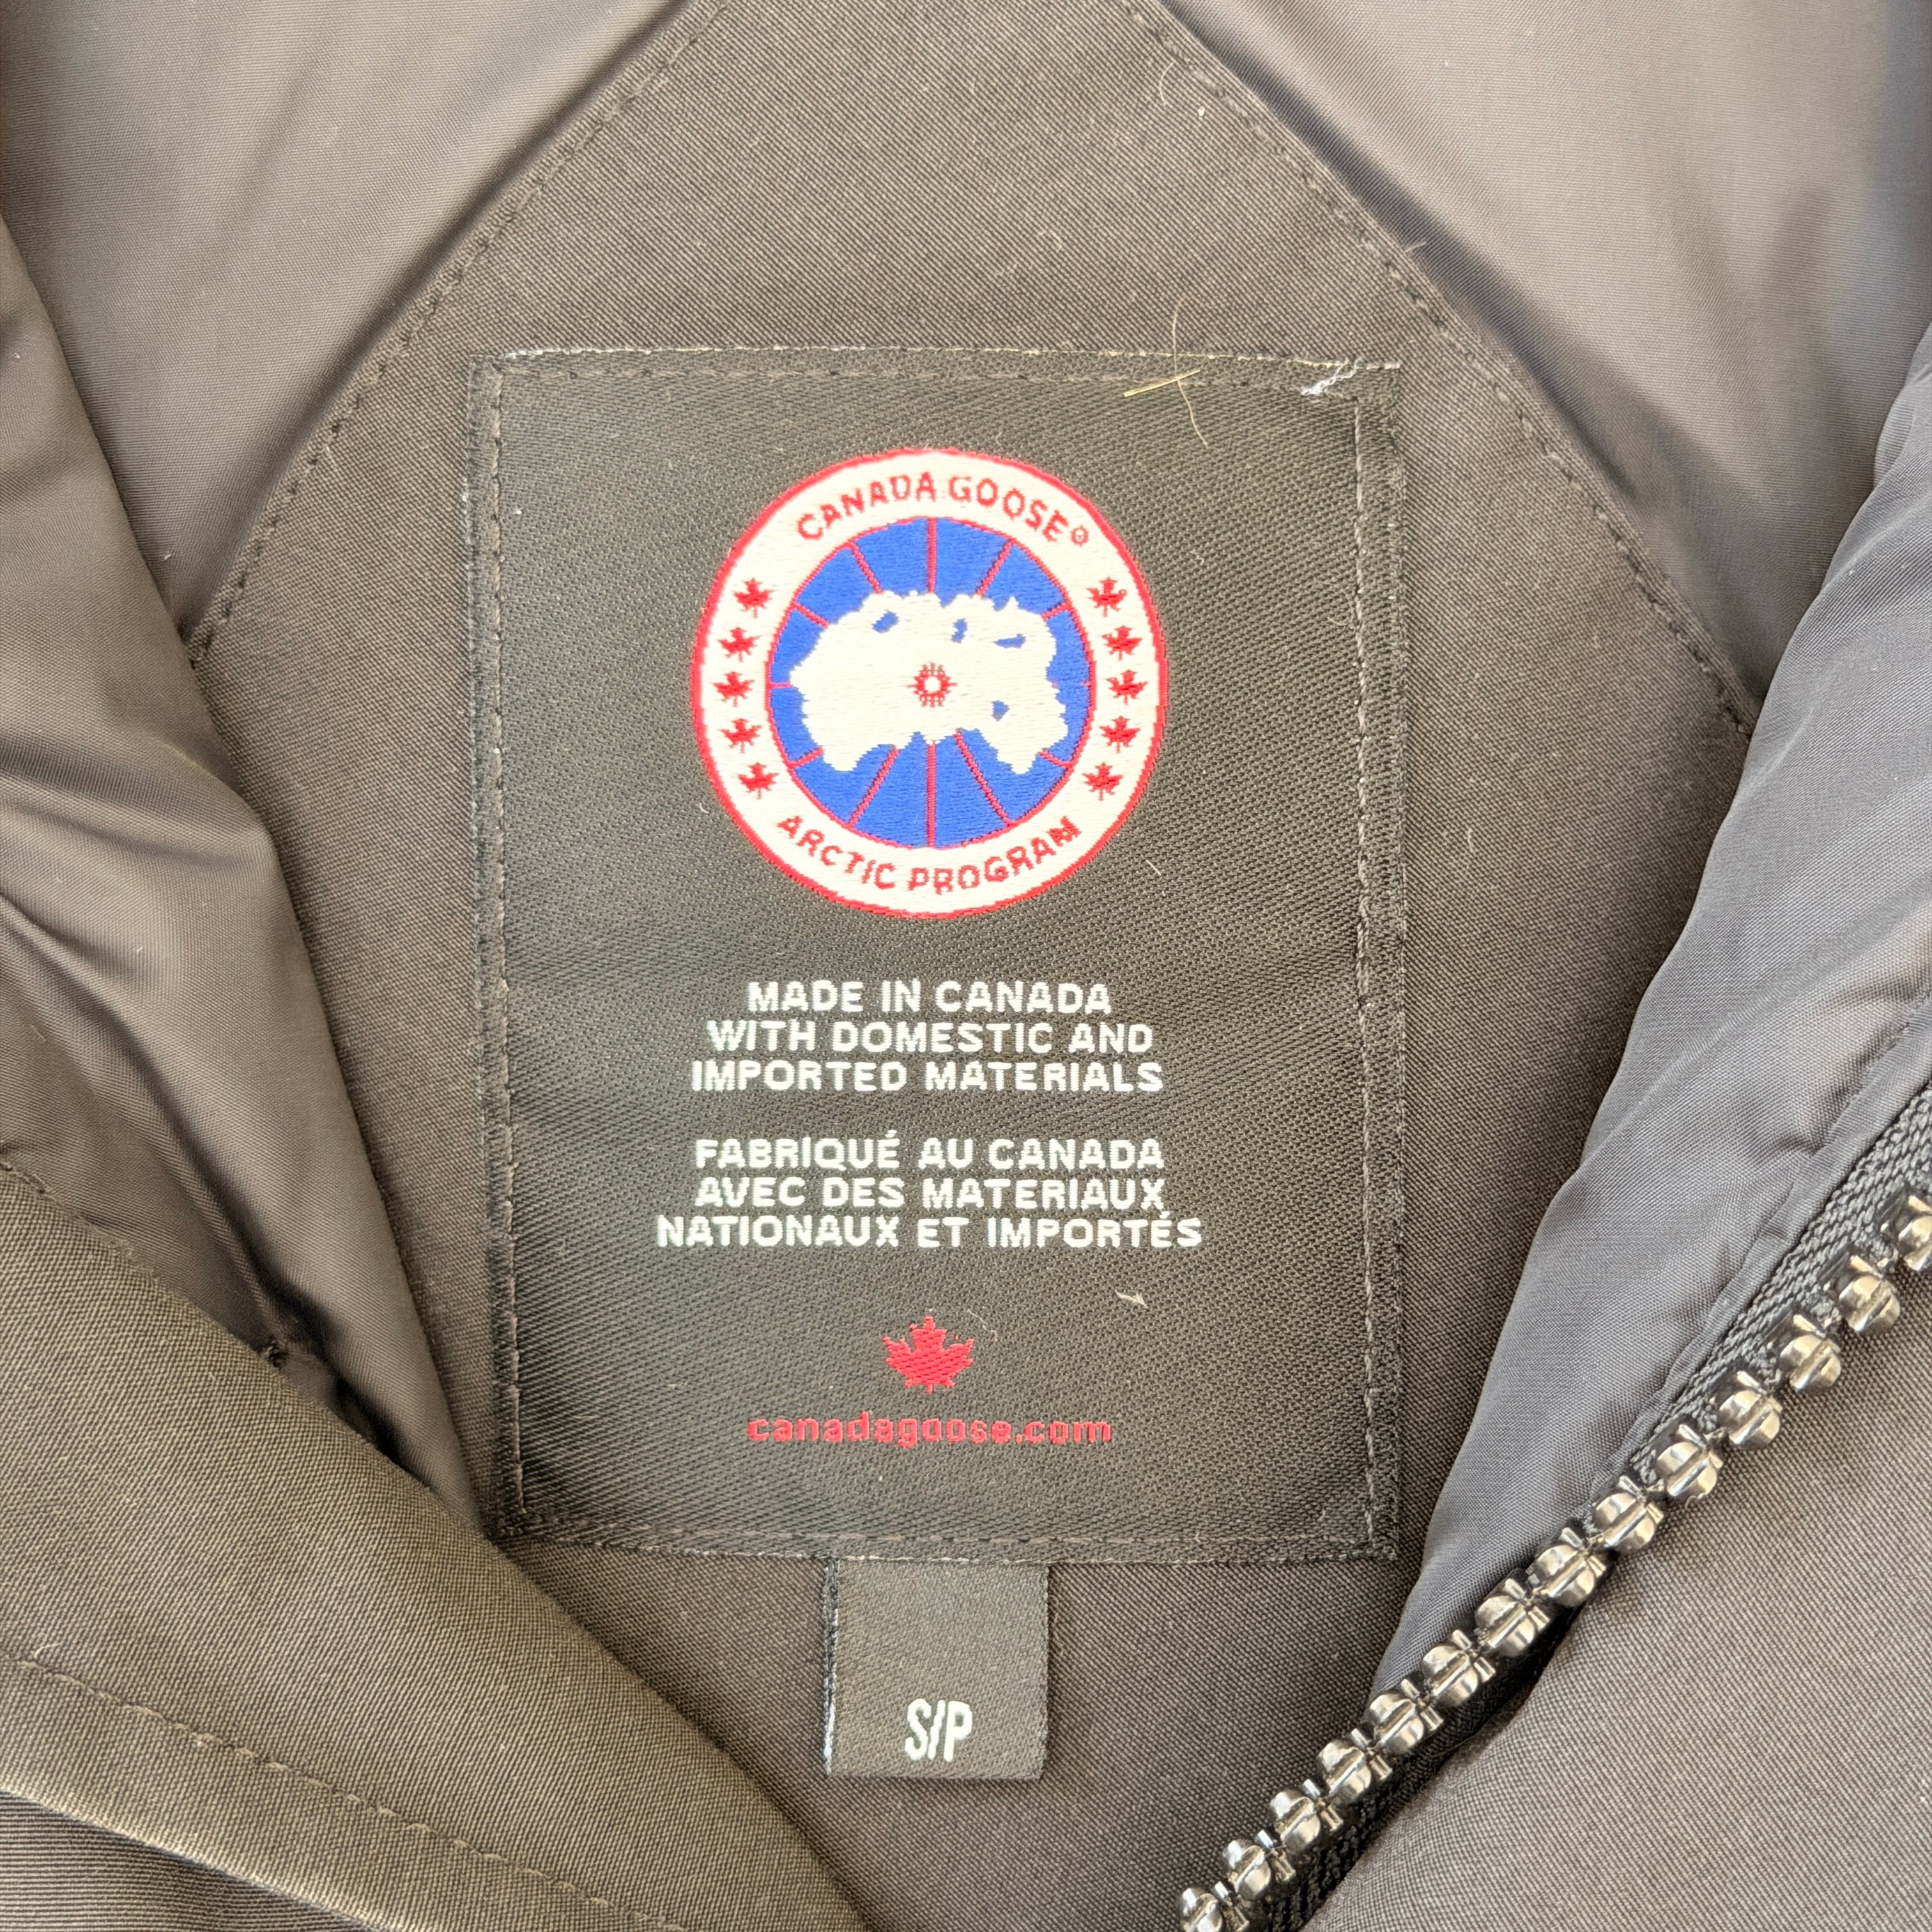 CANADA GOOSE®
ARCTIC PROGRAM
MADE IN CANADA
WITH DOMESTIC AND
IMPORTED MATERIALS
FABRIQUÉ AU CANADA
AVEC DES MATERIAUX
NATIONAUX ET IMPORTÉS
canadagoose.com
S/P